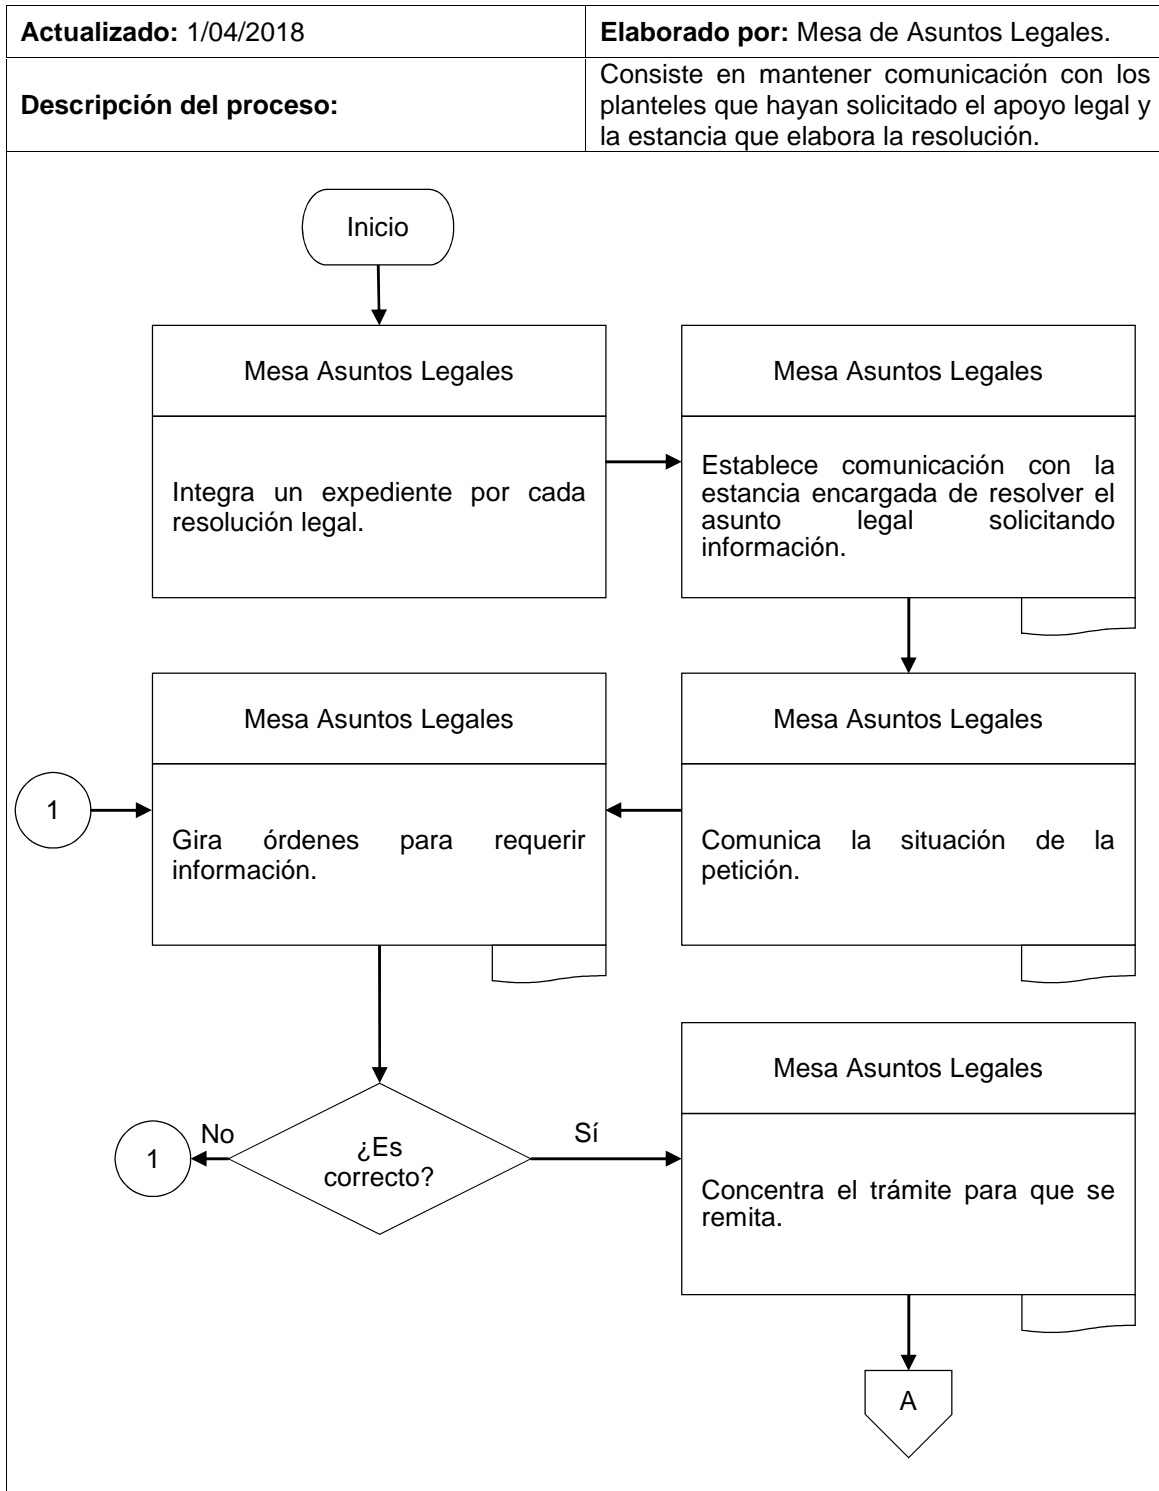 Actualizado: 1/04/2018
Elaborado por: Mesa de Asuntos Legales.
Descripción del proceso:
Consiste en mantener comunicación con los
planteles que hayan solicitado el apoyo legal y
la estancia que elabora la resolución.
Inicio
Mesa Asuntos Legales
Integra un expediente por cada
resolución legal.
Mesa Asuntos Legales
Establece comunicación con la
estancia encargada de resolver el
asunto legal solicitando
información.
Mesa Asuntos Legales
Comunica la situación de la
petición.
Mesa Asuntos Legales
Gira órdenes para requerir
información.
1
¿Es
correcto?
No
1
Sí
Mesa Asuntos Legales
Concentra el trámite para que se
remita.
A